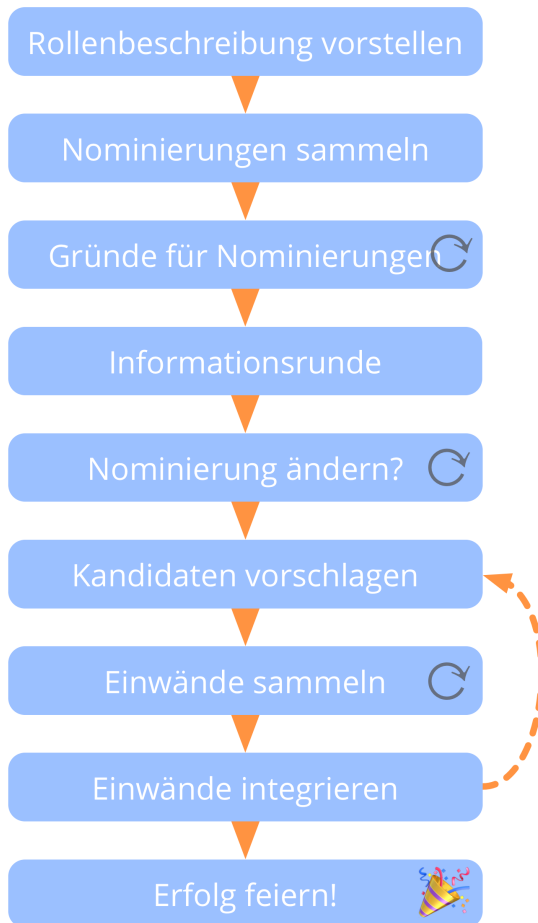 Rollenbeschreibung vorstellen
Nominierungen sammeln
Gründe für Nominierungen
Informationsrunde
Nominierung ändern?
Kandidaten vorschlagen
Einwände sammeln
Einwände integrieren
Erfolg feiern!